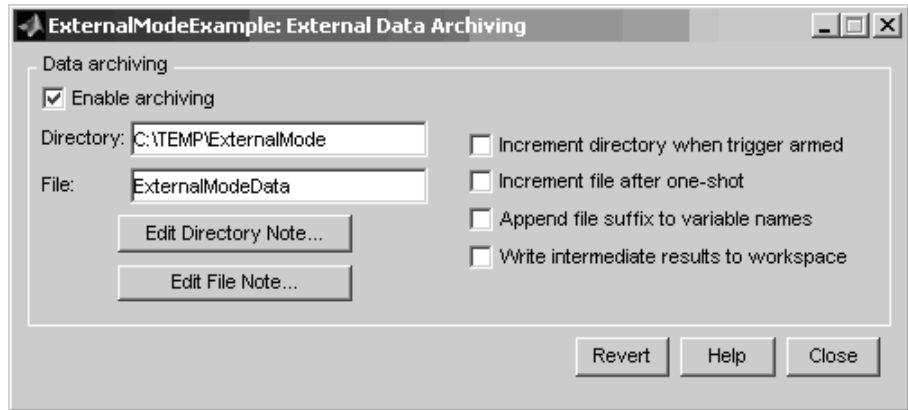 ExternalModeExample: External Data Archiving
Data archiving
Enable archiving
Directory: C:\TEMP\ExternalMode
File: ExternalModeData
Edit Directory Note...
Edit File Note...
Increment directory when trigger armed
Increment file after one-shot
Append file suffix to variable names
Write intermediate results to workspace
Revert Help Close